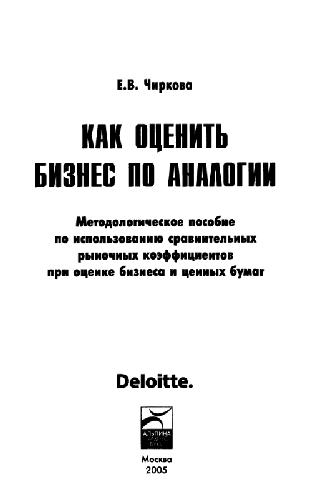 Е.В. Чиркова
КАК ОЦЕНИТЬ
БИЗНЕС ПО АНАЛОГИИ
Методологическое пособие
по использованию сравнительных
рыночных коэффициентов
при оценке бизнеса и ценных бумаг
Deloitte.
АЛЬПИНА
Москва
2005